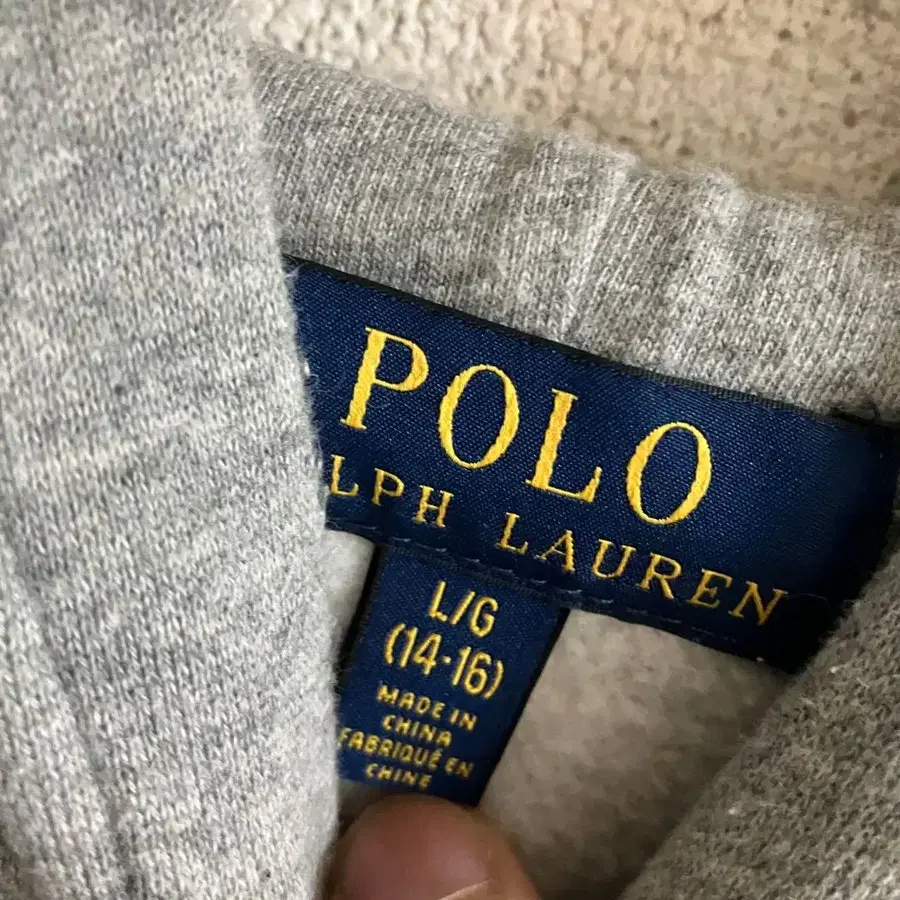 POLO
LPH LAUREN
L/G
(14-16)
MADE IN
CHINA
FABRIQUÉ EN
CHINE